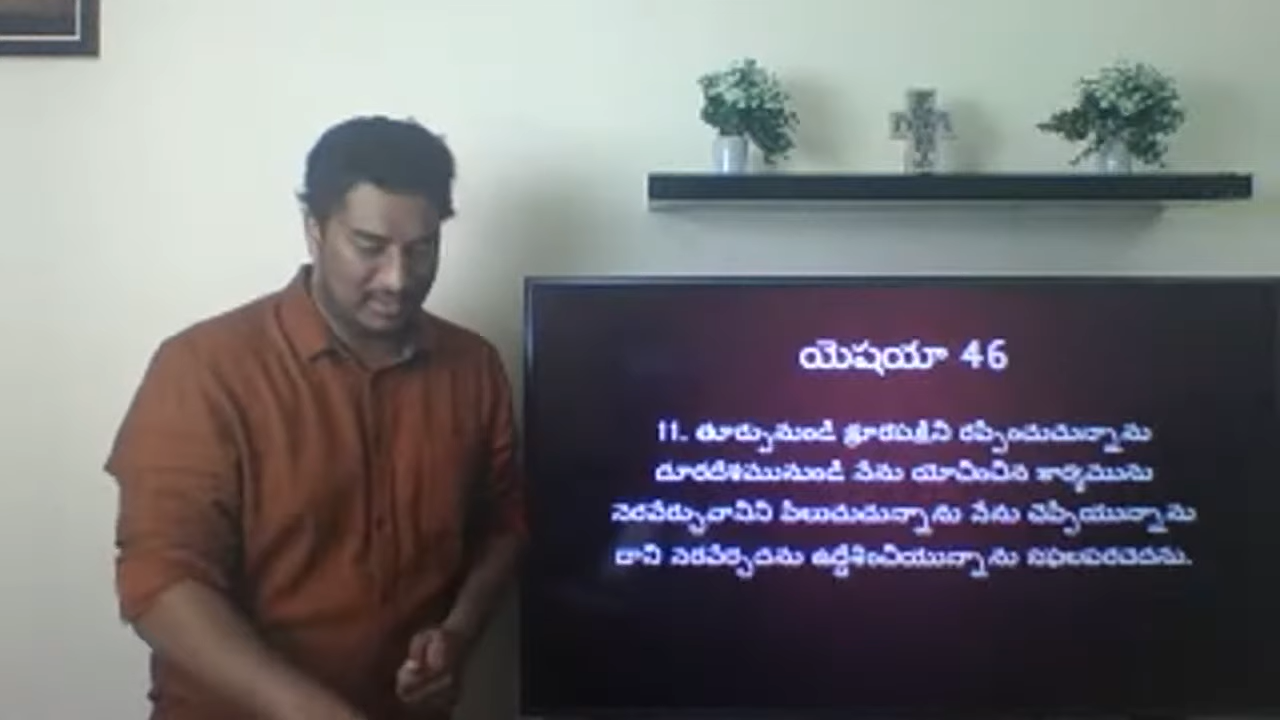 యెషయా 46
11. తూర్పునుండి క్రూరపక్షిని రప్పించుచున్నాను
దూరదేశమునుండి నేను యోచించిన కార్యమును
నెరవేర్చువానిని పిలుచుచున్నాను నేను చెప్పియున్నాను
దాని నెరవేర్చెదను ఉద్దేశించియున్నాను సఫలపరచెదను.